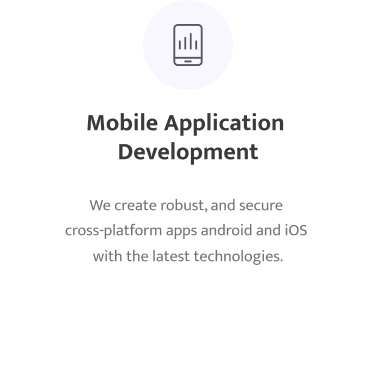 Mobile Application
Development
We create robust, and secure
cross-platform apps android and iOS
with the latest technologies.